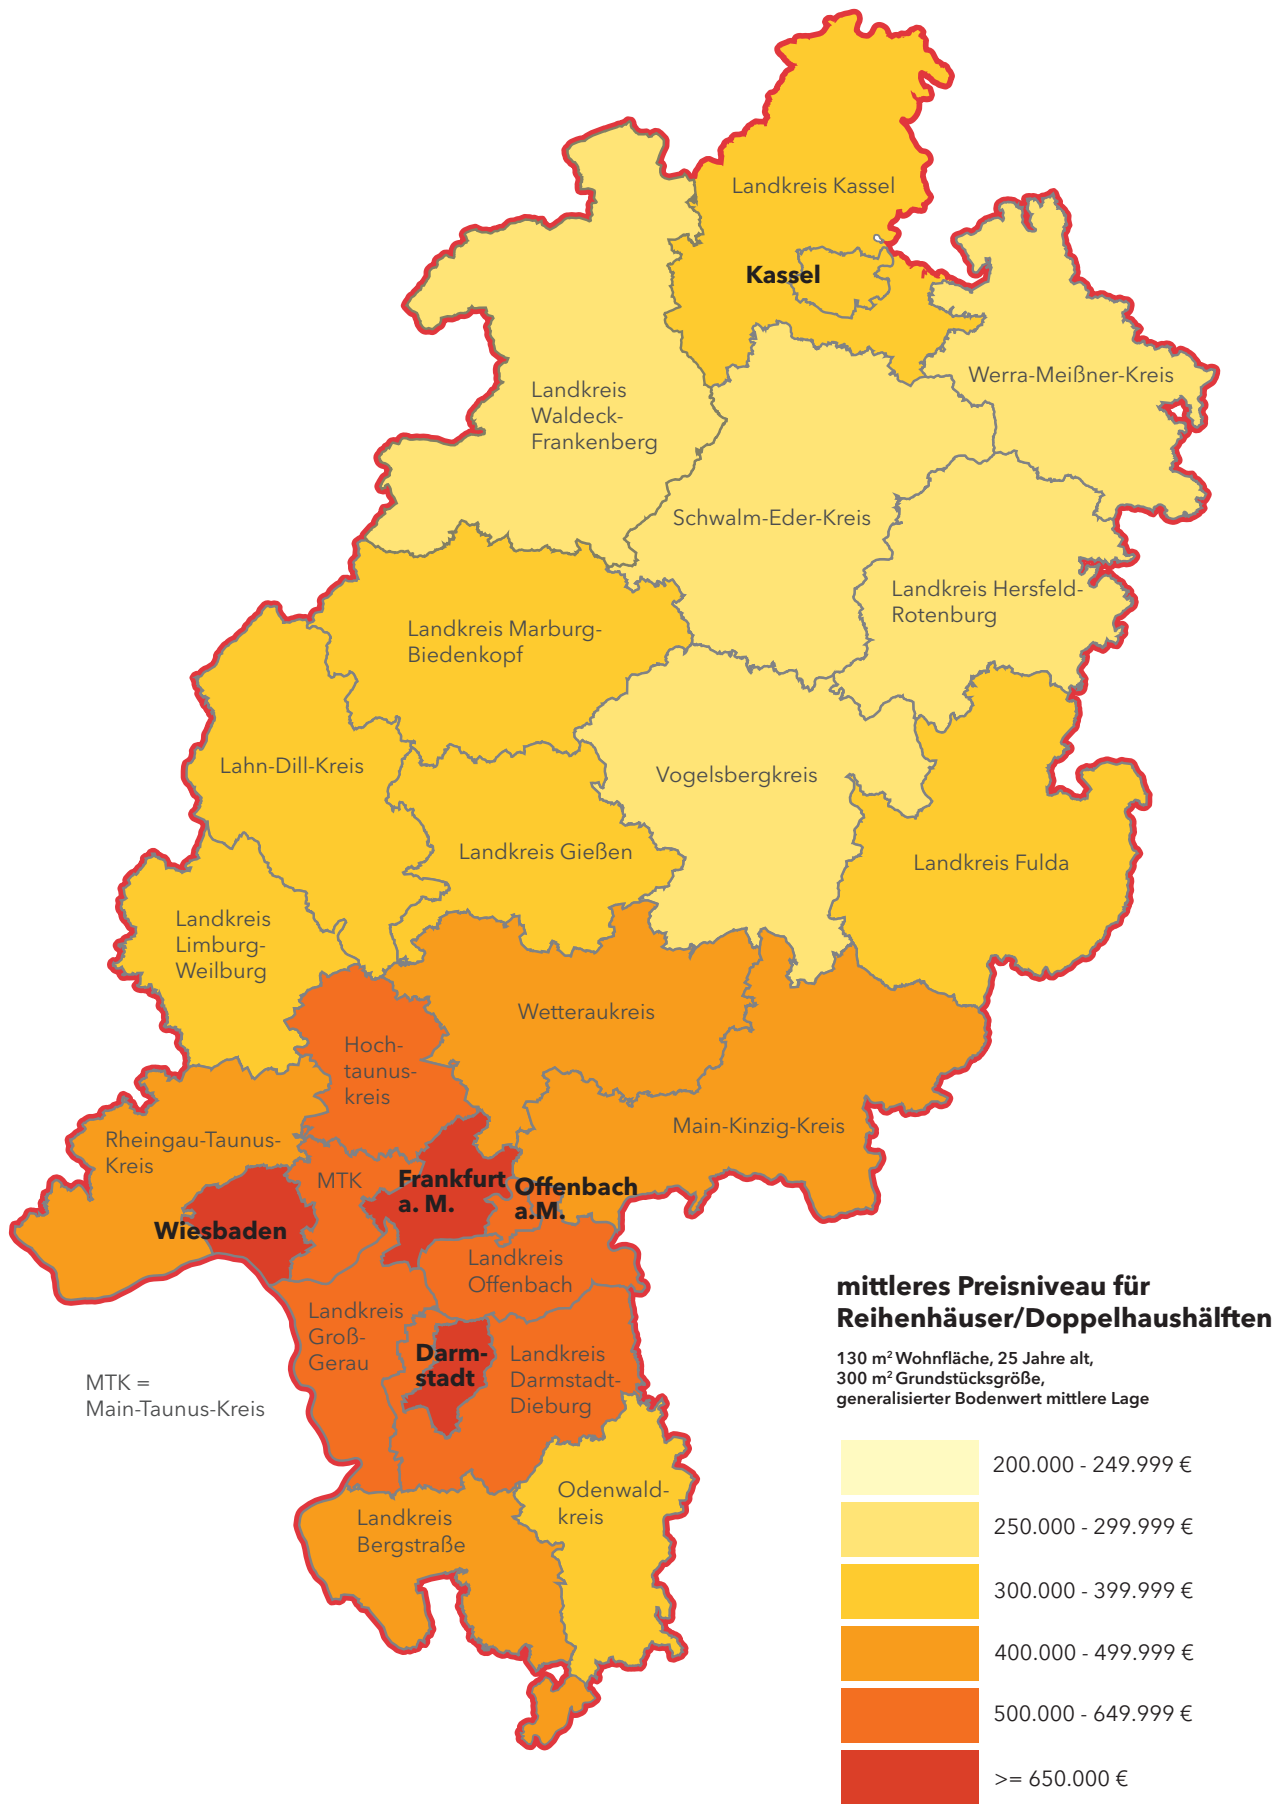 Landkreis Kassel
Kassel
Werra-Meißner-Kreis
Landkreis
Waldeck-
Frankenberg
Schwalm-Eder-Kreis
Landkreis Hersfeld-
Rotenburg
Landkreis Marburg-
Biedenkopf
Lahn-Dill-Kreis
Vogelsbergkreis
Landkreis Gießen
Landkreis Fulda
Landkreis
Limburg-
Weilburg
Wetteraukreis
Hoch-
taunus-
kreis
Main-Kinzig-Kreis
Rheingau-Taunus-
Kreis
MTK
Frankfurt
a. M.
Offenbach
a.M.
Wiesbaden
Landkreis
Offenbach
Landkreis
Groß-
Gerau
Darm-
stadt
Landkreis
Darmstadt-
Dieburg
MTK =
Main-Taunus-Kreis
Odenwald-
kreis
Landkreis
Bergstraße
mittleres Preisniveau für
Reihenhäuser/Doppelhaushälften
130 m² Wohnfläche, 25 Jahre alt,
300 m² Grundstücksgröße,
generalisierter Bodenwert mittlere Lage
200.000 - 249.999 €
250.000 - 299.999 €
300.000 - 399.999 €
400.000 - 499.999 €
500.000 - 649.999 €
>= 650.000 €